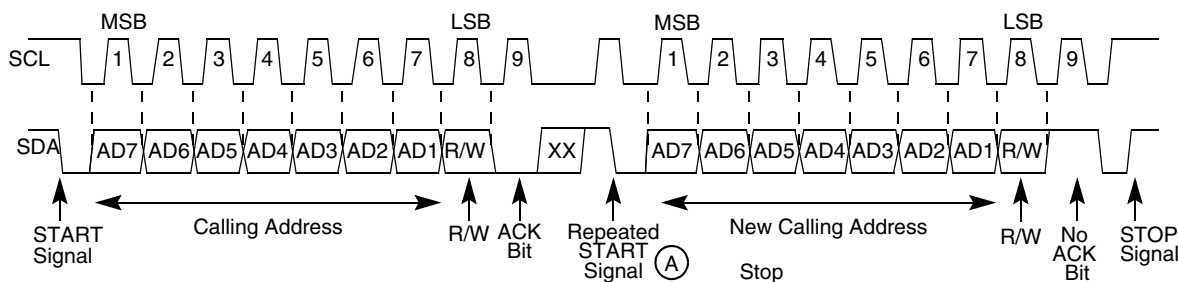 MSB LSB MSB LSB
SCL 1 2 3 4 5 6 7 8 9 1 2 3 4 5 6 7 8 9
SDA AD7 AD6 AD5 AD4 AD3 AD2 AD1 R/W XX AD7 AD6 AD5 AD4 AD3 AD2 AD1 R/W
START
Signal
Calling Address
R/W
ACK
Bit
Repeated
START
Signal
A
New Calling Address
Stop
R/W
No
ACK
Bit
STOP
Signal